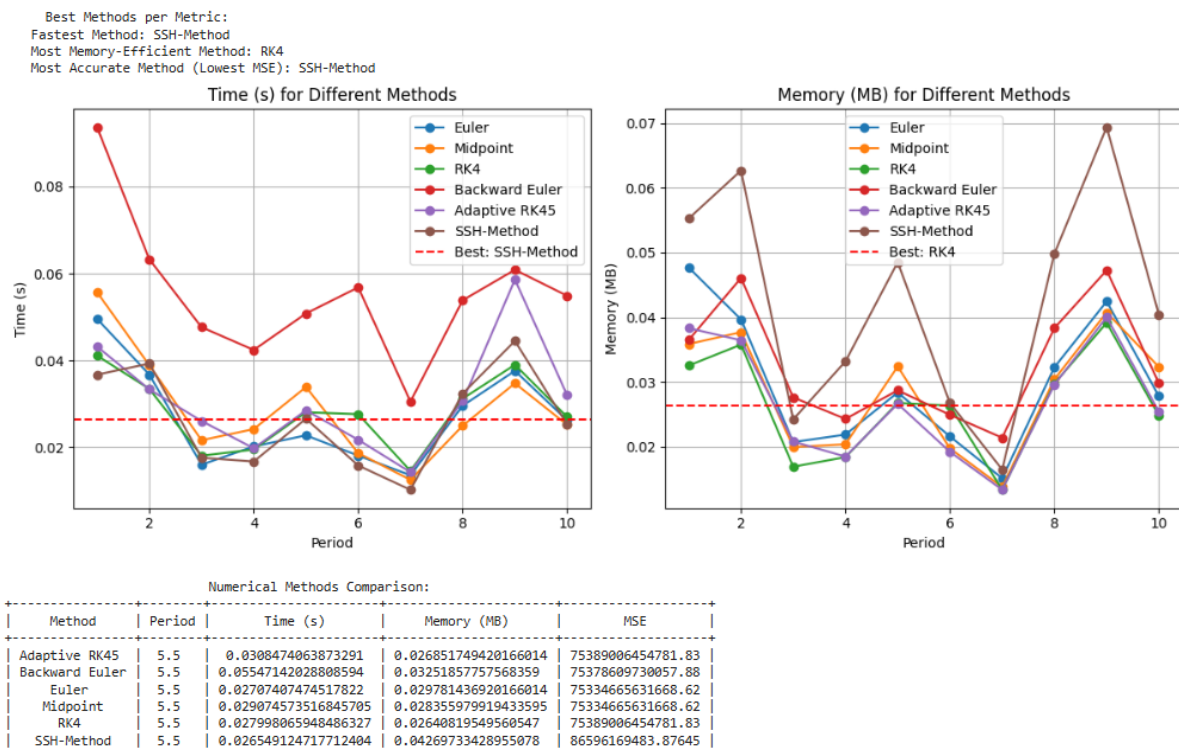 Best Methods per Metric:
Fastest Method: SSH-Method
Most Memory-Efficient Method: RK4
Most Accurate Method (Lowest MSE): SSH-Method
Time (s) for Different Methods
Time (s)
0.08
0.06
0.04
0.02
Euler
Midpoint
RK4
Backward Euler
Adaptive RK45
SSH-Method
Best: SSH-Method
2 4 6 8 10
Period
Memory (MB) for Different Methods
Memory (MB)
0.07
0.06
0.05
0.04
0.03
0.02
Euler
Midpoint
RK4
Backward Euler
Adaptive RK45
SSH-Method
Best: RK4
2 4 6 8 10
Period
Numerical Methods Comparison:
| Method | Period | Time (s) | Memory (MB) | MSE |
| Adaptive RK45 | 5.5 | 0.0308474063873291 | 0.026851749420166014 | 75389006454781.83 |
| Backward Euler | 5.5 | 0.05547142028808594 | 0.03251857757568359 | 75378609730057.88 |
| Euler | 5.5 | 0.02707407474517822 | 0.029781436920166014 | 75334665631668.62 |
| Midpoint | 5.5 | 0.029074573516845705 | 0.028355979919433595 | 75334665631668.62 |
| RK4 | 5.5 | 0.027998065948486327 | 0.02640819549560547 | 75389006454781.83 |
| SSH-Method | 5.5 | 0.026549124717712404 | 0.04269733428955078 | 86596169483.87645 |